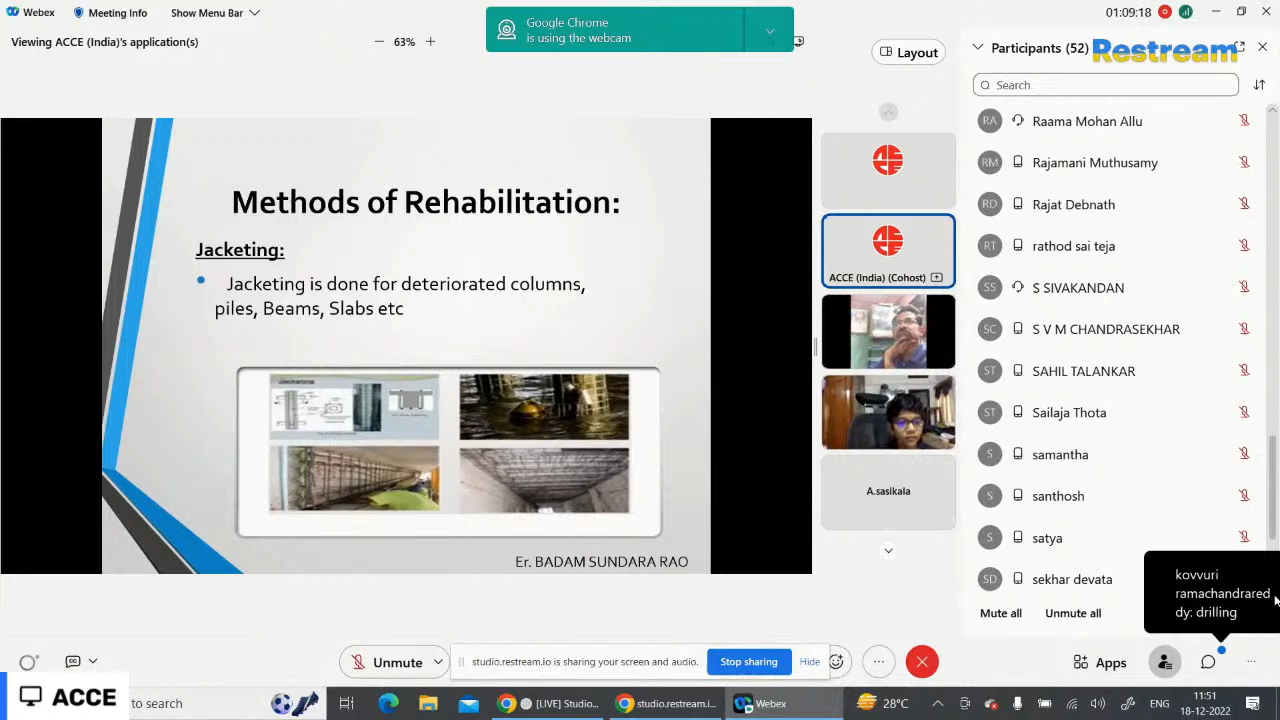 Webex
Meeting Info
Show Menu Bar
Google Chrome
is using the webcam
01:09:18
Viewing ACCE (India)'s application(s)
63%
Layout
Participants (52)
Restream
Search
Methods of Rehabilitation:
Jacketing:
Jacketing is done for deteriorated columns,
piles, Beams, Slabs etc
Jacketing
Er. BADAM SUNDARA RAO
ACCE (India) (Cohost)
A.sasikala
RA Raama Mohan Allu
RM Rajamani Muthusamy
RD Rajat Debnath
RT rathod sai teja
SS S SIVAKANDAN
SC S V M CHANDRASEKHAR
ST SAHIL TALANKAR
ST Sailaja Thota
S samantha
S santhosh
S satya
SD sekhar devata
kovvuri
ramachandrared
dy: drilling
Mute all
Unmute all
CC
Unmute
studio.restream.io is sharing your screen and audio.
Stop sharing
Hide
Apps
ACCE
to search
[LIVE] Studio...
studio.restream.i...
Webex
28°C
ENG
11:51
18-12-2022